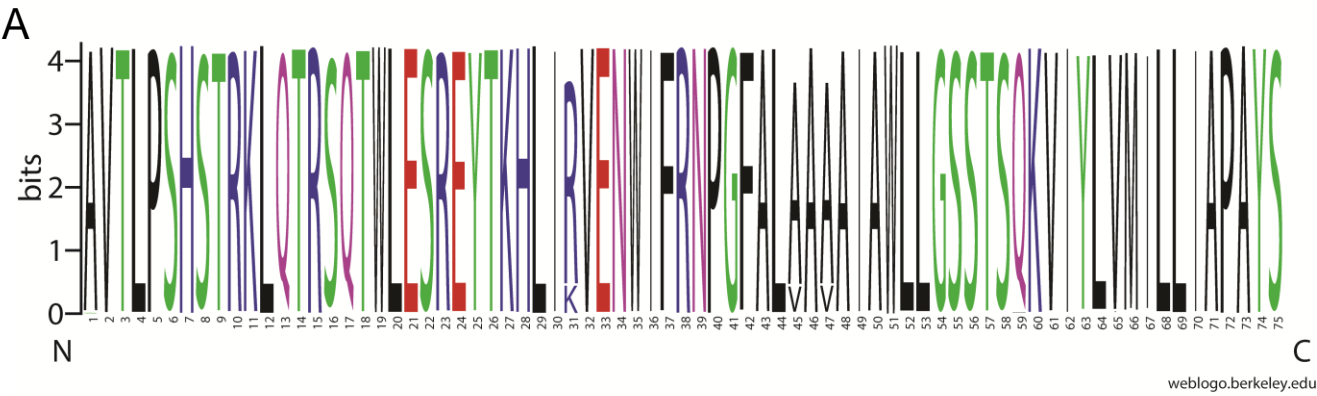 A
bits
4
3
2
1
0
AVTLPSHSTRKLQTRSQTWLESREYTKHLIRVENWIFRNPGFALAAAAIAWLLGSSTSQKVIYLVMILLIAPAYS
K V V
1 2 3 4 5 6 7 8 9 10 11 12 13 14 15 16 17 18 19 20 21 22 23 24 25 26 27 28 29 30 31 32 33 34 35 36 37 38 39 40 41 42 43 44 45 46 47 48 49 50 51 52 53 54 55 56 57 58 59 60 61 62 63 64 65 66 67 68 69 70 71 72 73 74 75
N C
weblogo.berkeley.edu